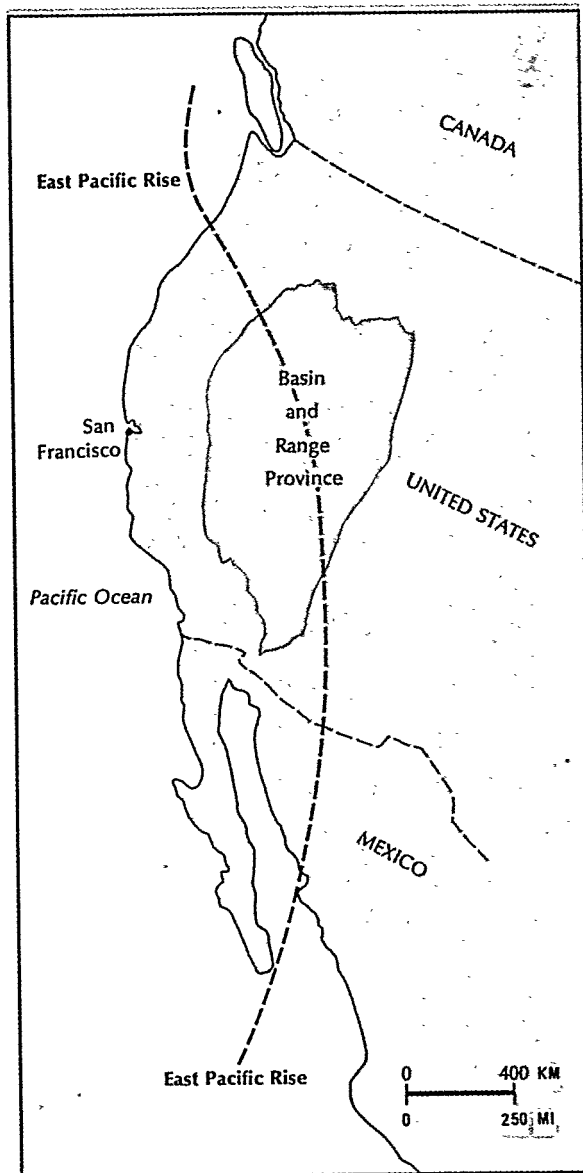 CANADA
East Pacific Rise
Basin
and
Range
Province
San
Francisco
UNITED STATES
Pacific Ocean
MEXICO
East Pacific Rise
0 400 KM
0 250 MI